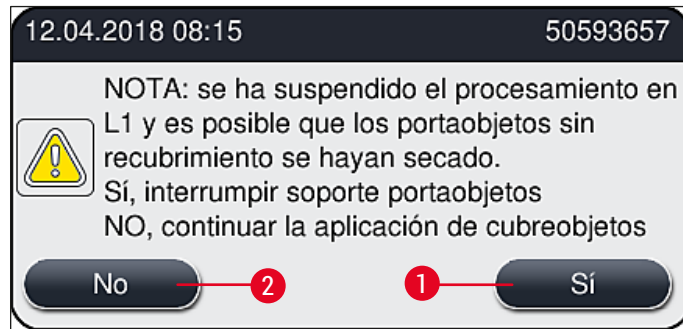 12.04.2018 08:15 50593657
NOTA: se ha suspendido el procesamiento en
L1 y es posible que los portaobjetos sin
recubrimiento se hayan secado.
Sí, interrumpir soporte portaobjetos
NO, continuar la aplicación de cubreobjetos
No 2 1 Sí